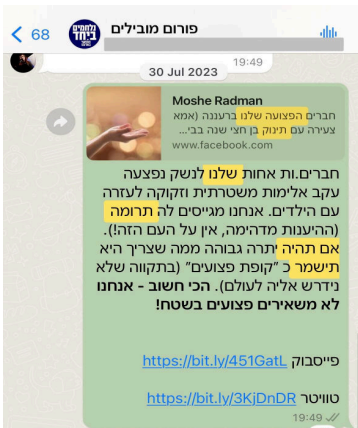 68
נלחמים
ביחד
פורום מובילים
19:49
30 Jul 2023
Moshe Radman
חברים הפצועה שלנו ברעננה (אמא
צעירה עם תינוק בן חצי שנה בבי...
www.facebook.com
חברים.ות אחות שלנו לנשק נפצעה
עקב אלימות משטרתית וזקוקה לעזרה
עם הילדים. אנחנו מגייסים לה תרומה
(ההיענות מדהימה, אין על העם הזה!).
אם תהיה יתרה גבוהה ממה שצריך היא
תישמר כ "קופת פצועים" (בתקווה שלא
נידרש אליה לעולם). הכי חשוב - אנחנו
לא משאירים פצועים בשטח!
פייסבוק https://bit.ly/451GatL
טוויטר https://bit.ly/3KjDnDR
19:49